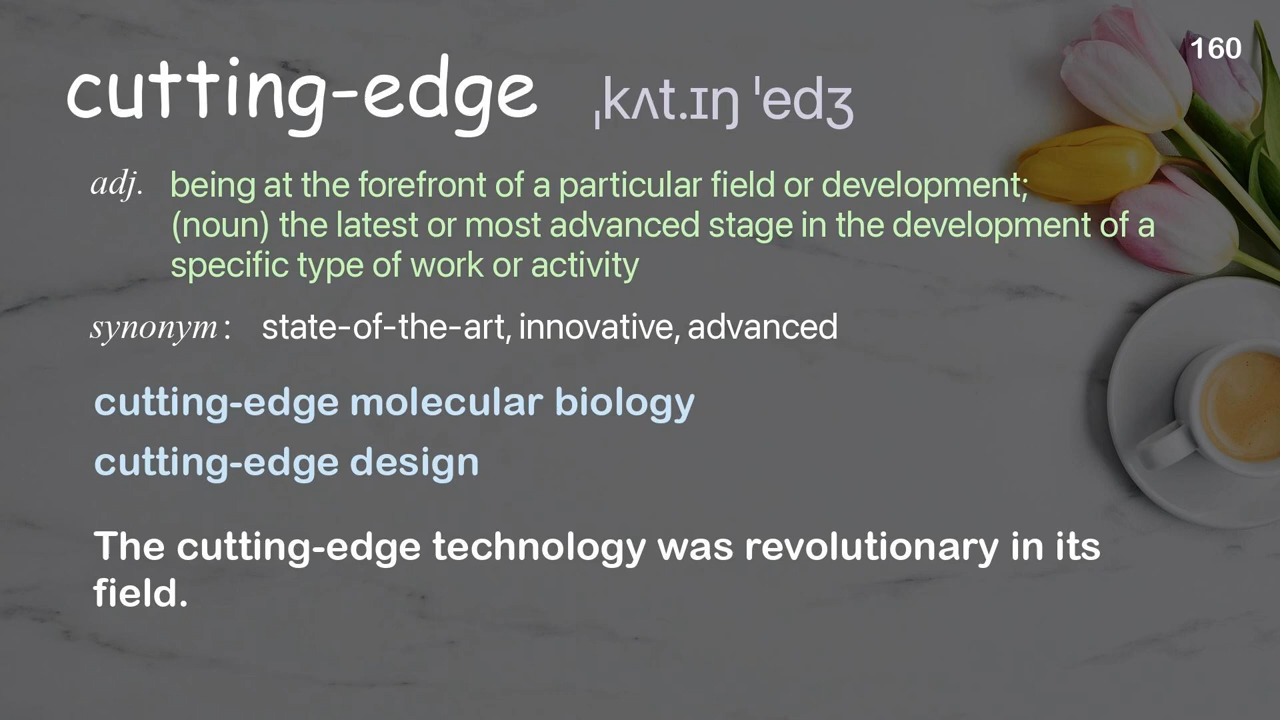 160
cutting-edge ˌkʌt.ɪŋ ˈedʒ
adj. being at the forefront of a particular field or development;
(noun) the latest or most advanced stage in the development of a
specific type of work or activity
synonym: state-of-the-art, innovative, advanced
cutting-edge molecular biology
cutting-edge design
The cutting-edge technology was revolutionary in its
field.